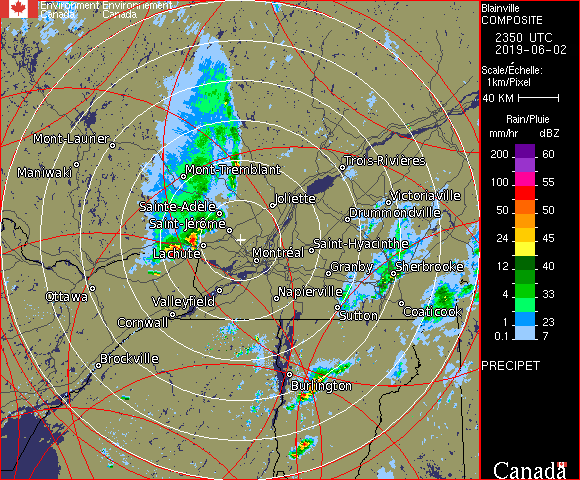 Environment Environnement
Canada Canada
Blainville
COMPOSITE
2350 UTC
2019-06-02
Scale/Échelle:
1km/Pixel
40 KM
Rain/Pluie
mm/hr dBZ
200 60
100 55
50 50
24 45
12 40
4 33
1 23
0.1 7
PRECIPET
Mont-Laurier
Maniwaki
Mont-Tremblant
Trois-Rivières
Joliette
Victoriaville
Sainte-Adèle
Drummondville
Saint-Jérôme
Lachute
Saint-Hyacinthe
Montréal
Granby
Sherbrooke
Ottawa
Valleyfield
Napierville
Cornwall
Sutton
Coaticook
Brockville
Burlington
Canada